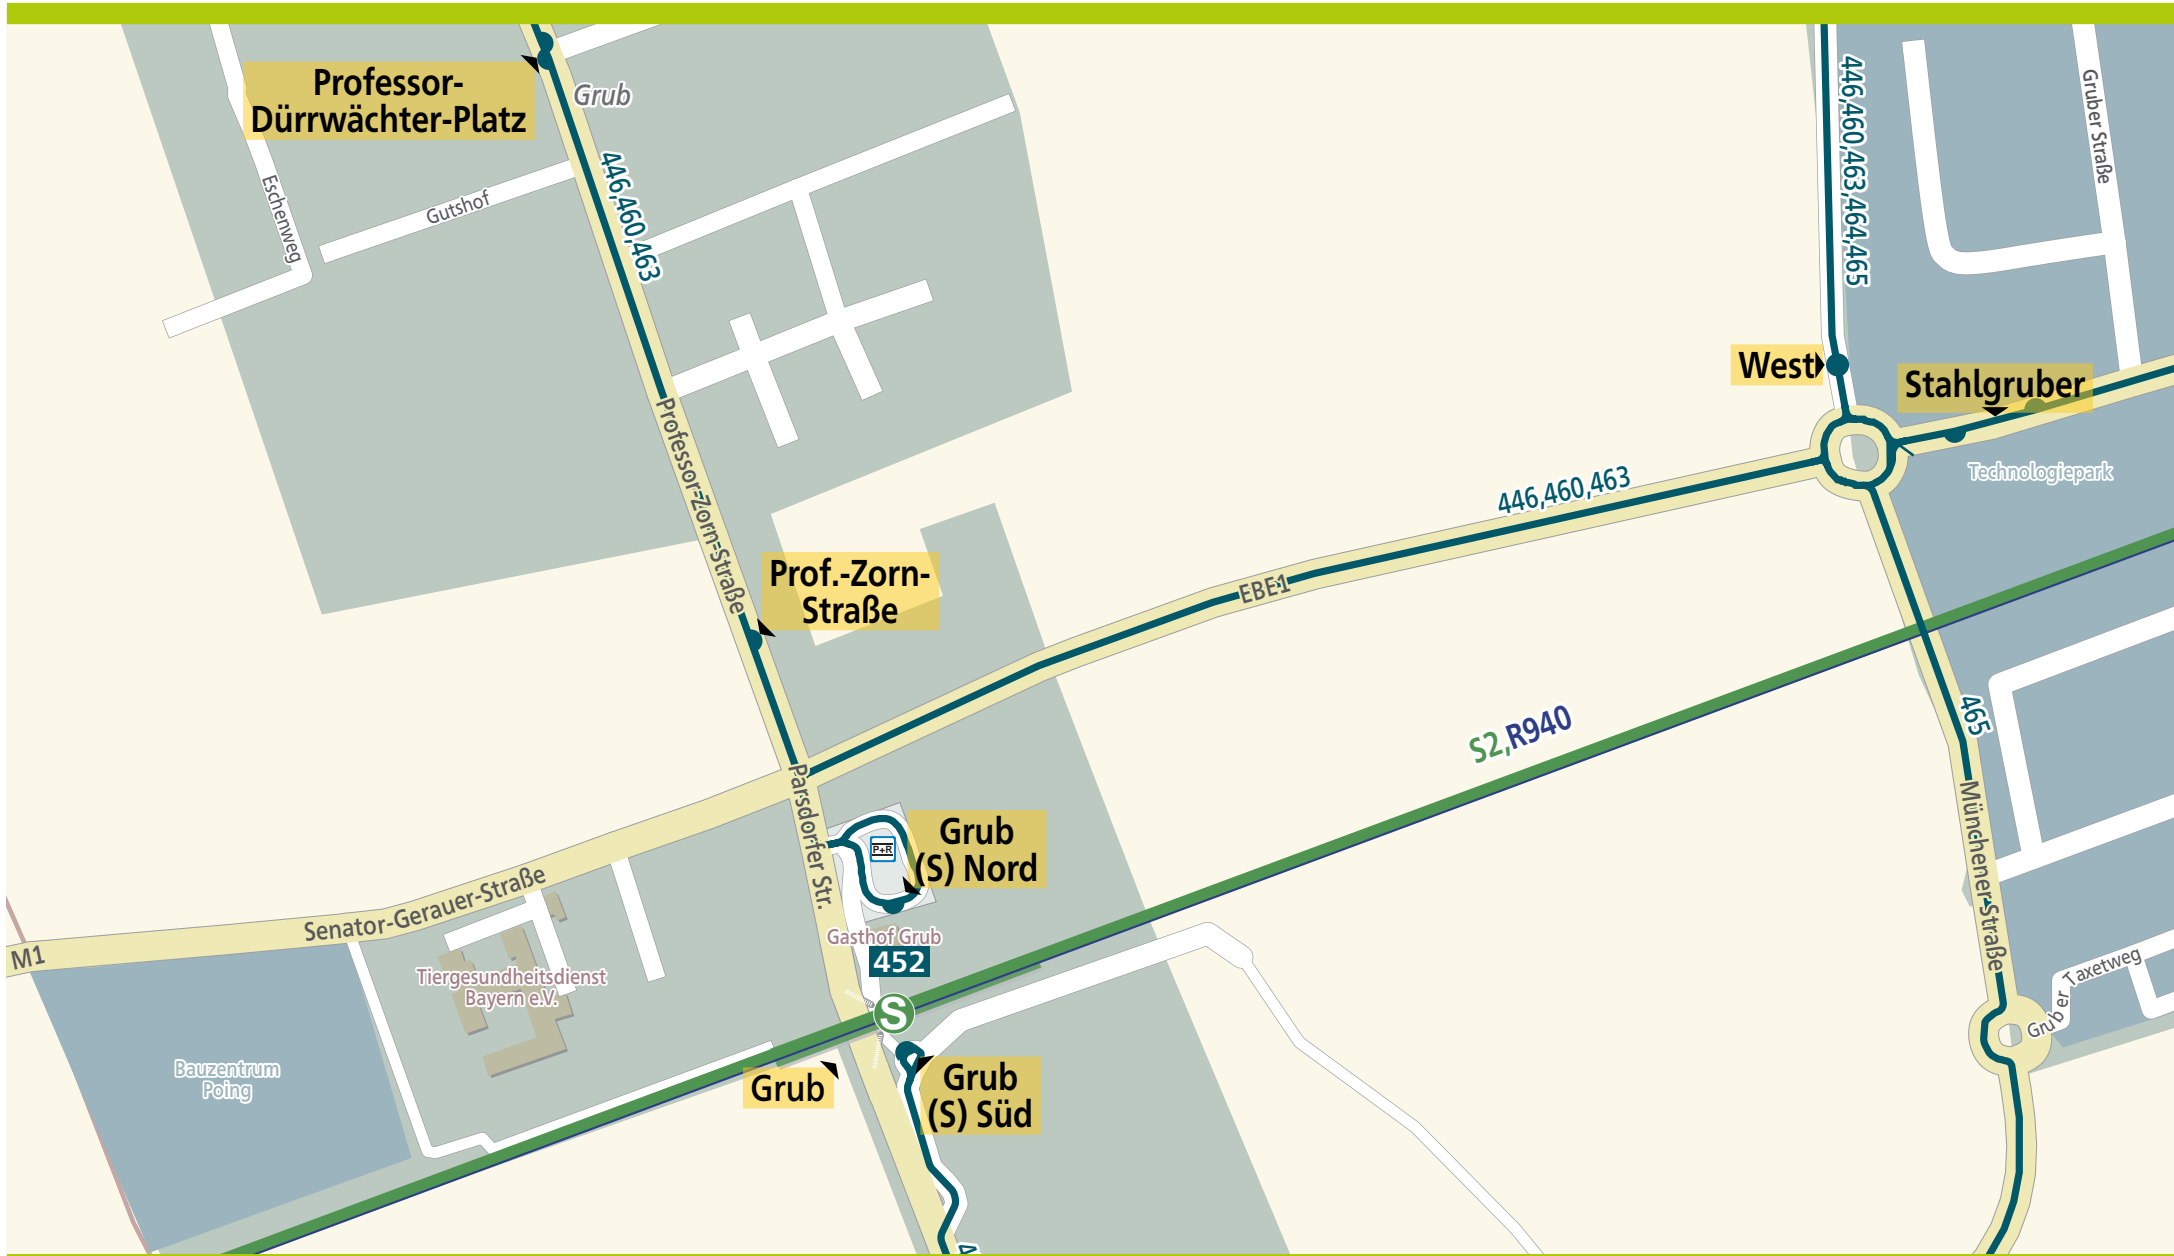 Professor-
Dürrwächter-Platz
Grub
446,460,463
Eschenweg
Gutshof
446,460,463,464,465
Gruber Straße
West
Stahlgruber
Technologiepark
Professor-Zorn-Straße
446,460,463
Prof.-Zorn-
Straße
EBE1
S2,R940
465
Parsdorfer Str.
Münchener-Straße
P+R
Grub
(S) Nord
Senator-Gerauer-Straße
M1
Gasthof Grub
452
Tiergesundheitsdienst
Bayern e.V.
S
Gruber Taxetweg
Bauzentrum
Poing
Grub
Grub
(S) Süd